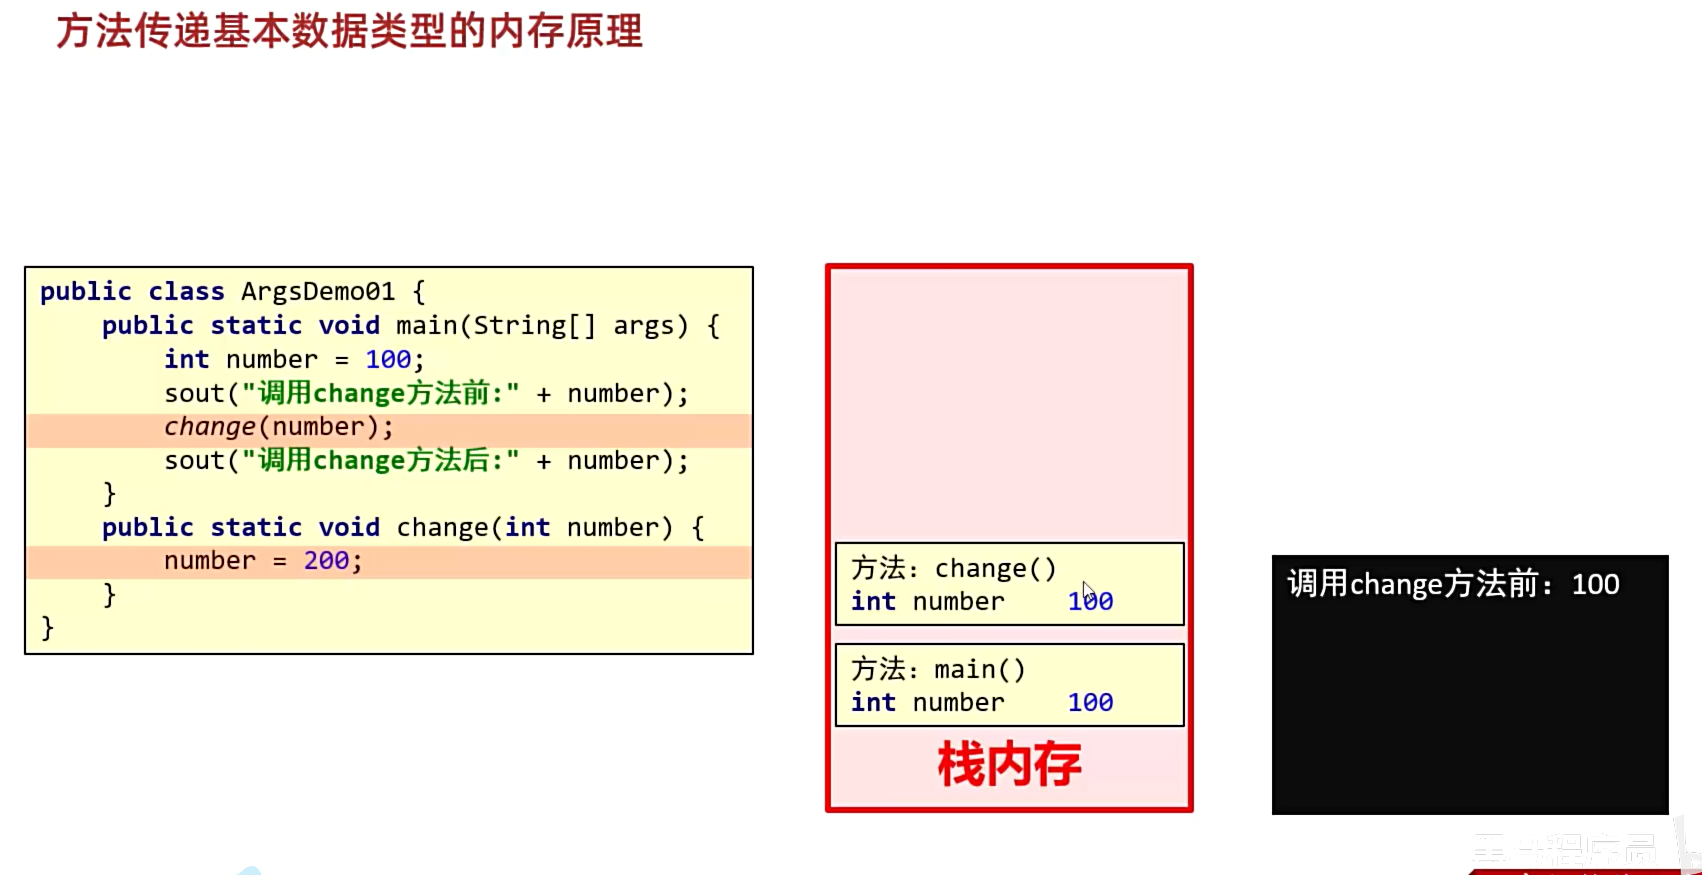 方法传递基本数据类型的内存原理
public class ArgsDemo01 {
public static void main(String[] args) {
int number = 100;
sout("调用change方法前:" + number);
change(number);
sout("调用change方法后:" + number);
}
public static void change(int number) {
number = 200;
}
}
方法：change()
int number 100
方法：main()
int number 100
栈内存
调用change方法前：100